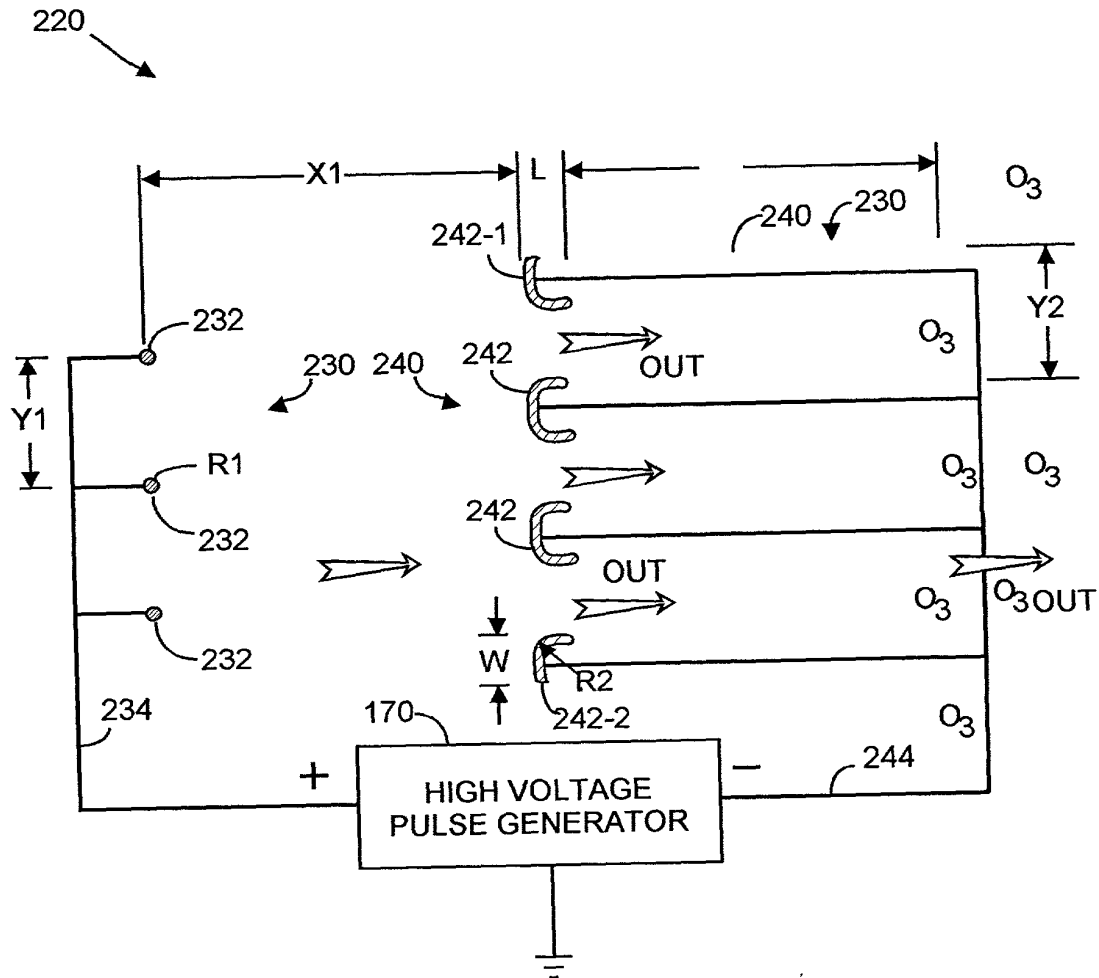 220
X1
L
O3
240
230
242-1
Y2
232
O3
242
OUT
230
240
Y1
R1
O3
O3
232
242
OUT
O3
O3
OUT
232
W
R2
242-2
O3
234
170
244
+
−
HIGH VOLTAGE
PULSE GENERATOR